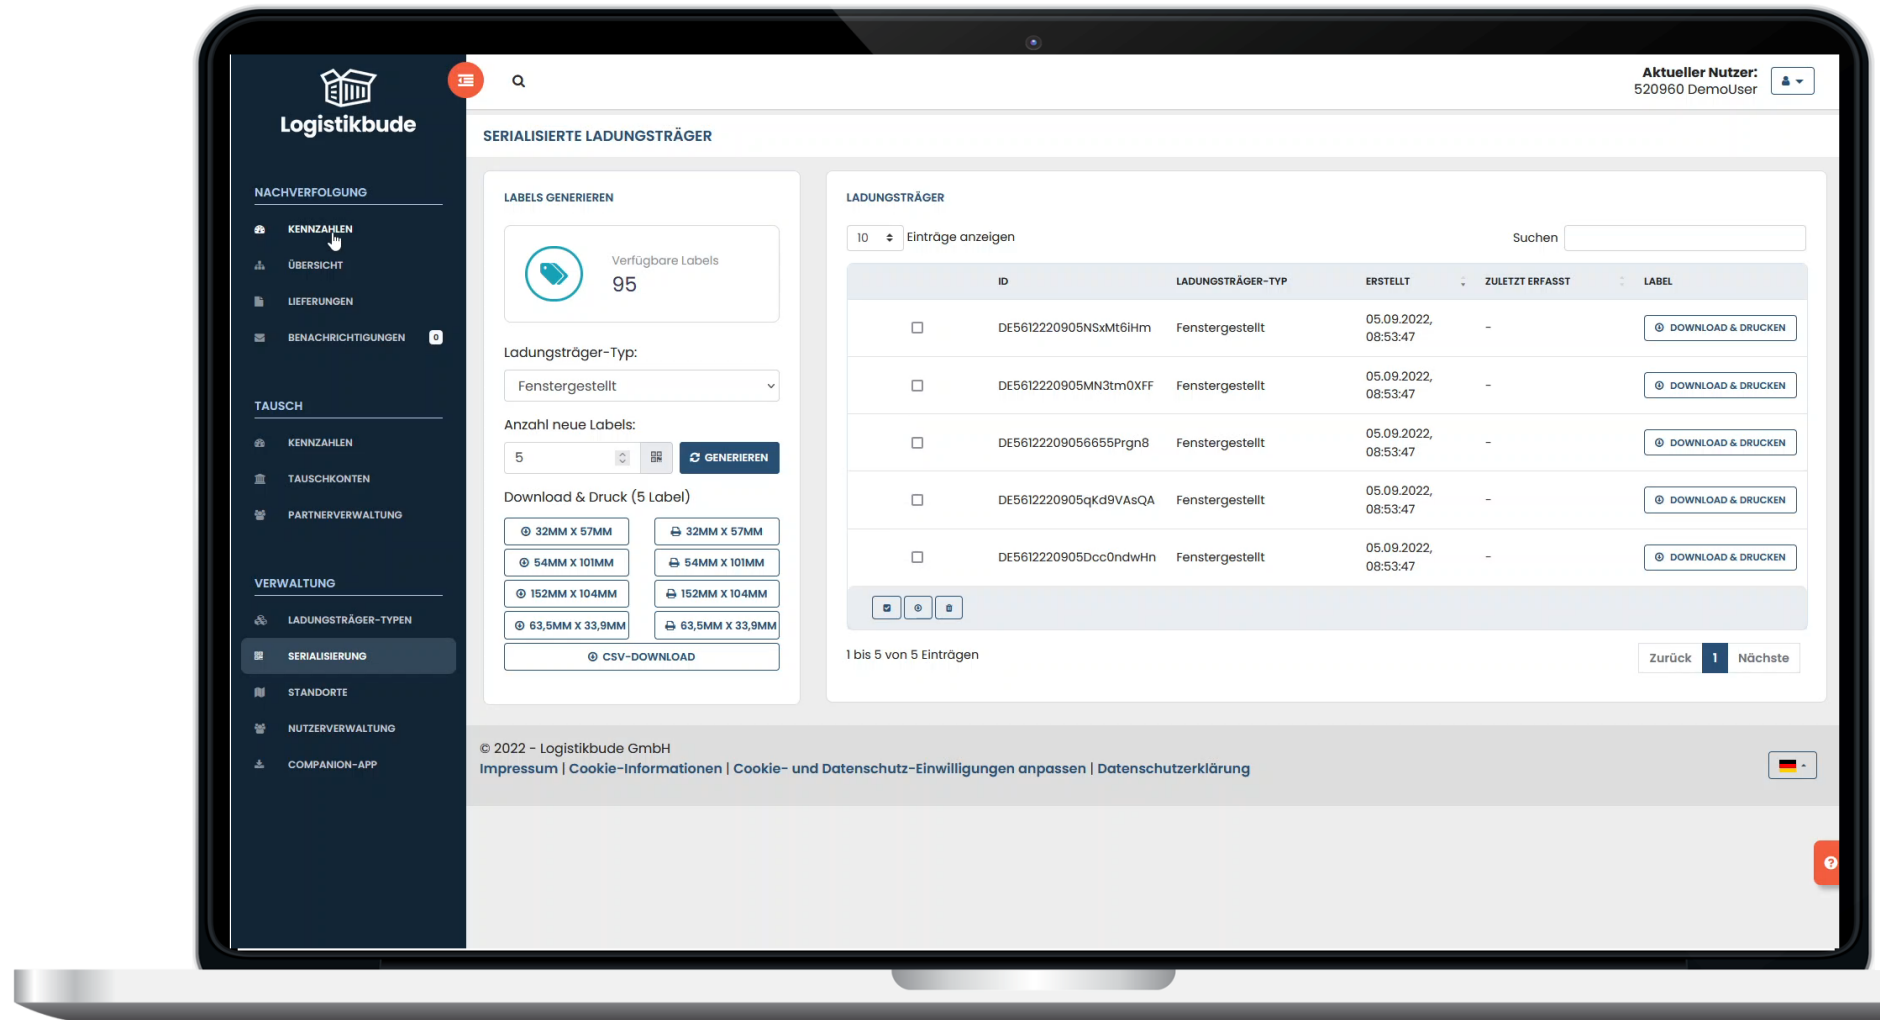 Logistikbude
NACHVERFOLGUNG
KENNZAHLEN
ÜBERSICHT
LIEFERUNGEN
BENACHRICHTIGUNGEN 0
TAUSCH
KENNZAHLEN
TAUSCHKONTEN
PARTNERVERWALTUNG
VERWALTUNG
LADUNGSTRÄGER-TYPEN
SERIALISIERUNG
STANDORTE
NUTZERVERWALTUNG
COMPANION-APP
Aktueller Nutzer:
520960 DemoUser
SERIALISIERTE LADUNGSTRÄGER
LABELS GENERIEREN
Verfügbare Labels
95
Ladungsträger-Typ:
Fenstergestellt
Anzahl neue Labels:
5 GENERIEREN
Download & Druck (5 Label)
32MM X 57MM 32MM X 57MM
54MM X 101MM 54MM X 101MM
152MM X 104MM 152MM X 104MM
63,5MM X 33,9MM 63,5MM X 33,9MM
CSV-DOWNLOAD
LADUNGSTRÄGER
10 Einträge anzeigen Suchen
ID LADUNGSTRÄGER-TYP ERSTELLT ZULETZT ERFASST LABEL
DE5612220905NSxMt6iHm Fenstergestellt 05.09.2022, 08:53:47 - DOWNLOAD & DRUCKEN
DE5612220905MN3tm0XFF Fenstergestellt 05.09.2022, 08:53:47 - DOWNLOAD & DRUCKEN
DE56122209056655Prgn8 Fenstergestellt 05.09.2022, 08:53:47 - DOWNLOAD & DRUCKEN
DE5612220905qKd9VAsQA Fenstergestellt 05.09.2022, 08:53:47 - DOWNLOAD & DRUCKEN
DE5612220905Dcc0ndwHn Fenstergestellt 05.09.2022, 08:53:47 - DOWNLOAD & DRUCKEN
1 bis 5 von 5 Einträgen
Zurück 1 Nächste
© 2022 - Logistikbude GmbH
Impressum | Cookie-Informationen | Cookie- und Datenschutz-Einwilligungen anpassen | Datenschutzerklärung